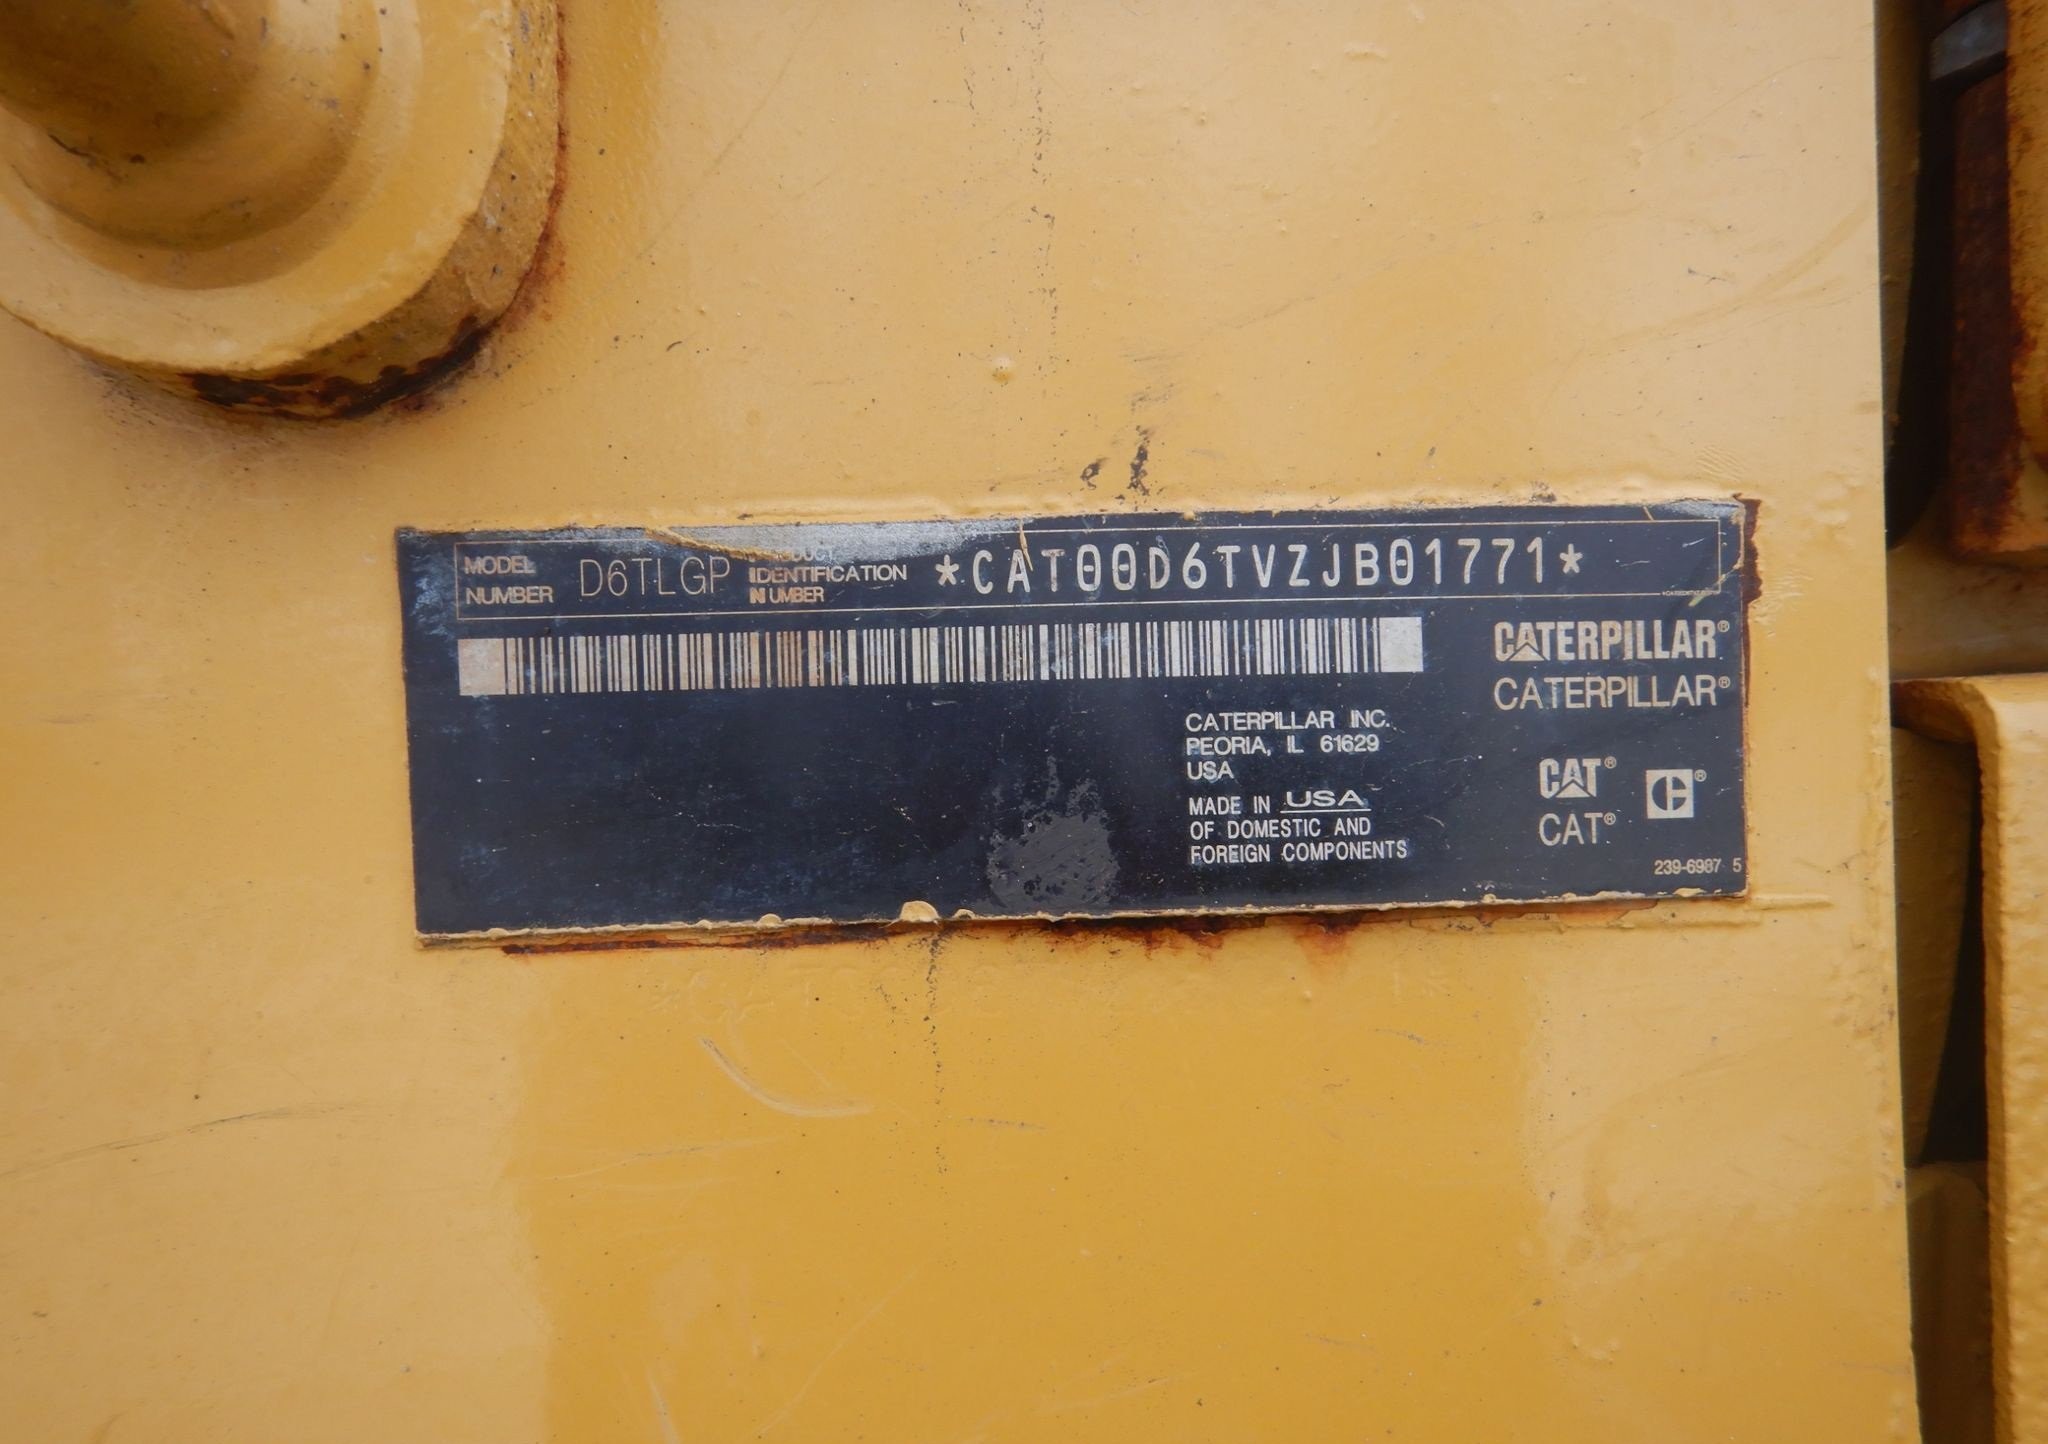 MODEL NUMBER D6TLGP PRODUCT IDENTIFICATION NUMBER *CAT00D6TVZJB01771*
CATERPILLAR®
CATERPILLAR®
CATERPILLAR INC.
PEORIA, IL 61629
USA
MADE IN USA
OF DOMESTIC AND
FOREIGN COMPONENTS
CAT®
CAT®
239-6987 5